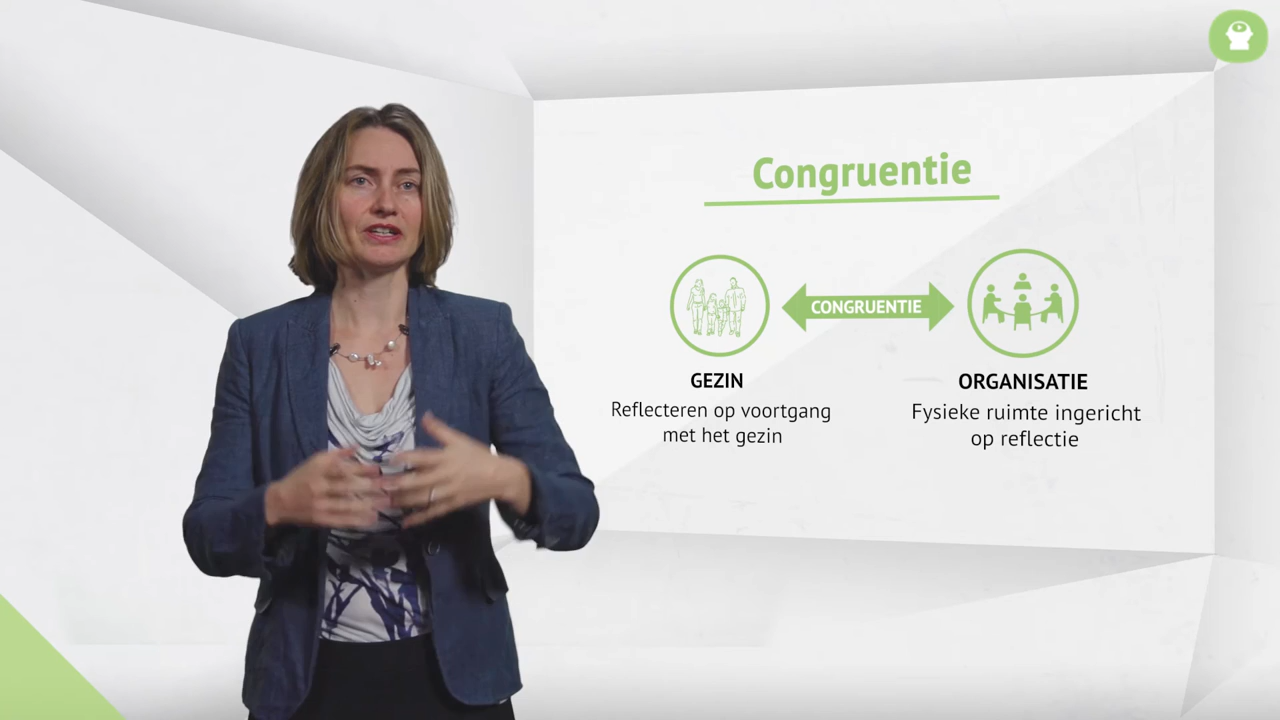 Congruentie
CONGRUENTIE
GEZIN
Reflecteren op voortgang
met het gezin
ORGANISATIE
Fysieke ruimte ingericht
op reflectie